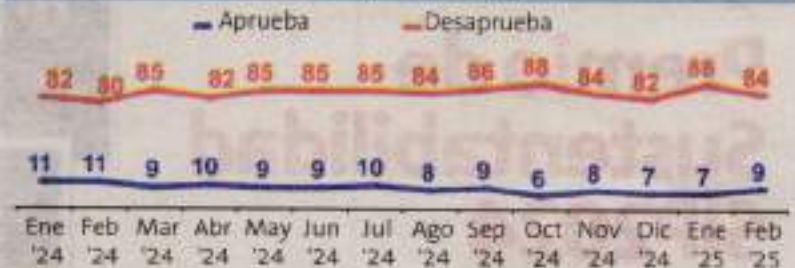 Aprueba Desaprueba
82 80 85 82 85 85 85 84 86 88 84 82 86 84
11 11 9 10 9 9 10 8 9 6 8 7 7 9
Ene Feb Mar Abr May Jun Jul Ago Sep Oct Nov Dic Ene Feb
'24 '24 '24 '24 '24 '24 '24 '24 '24 '24 '24 '24 '25 '25